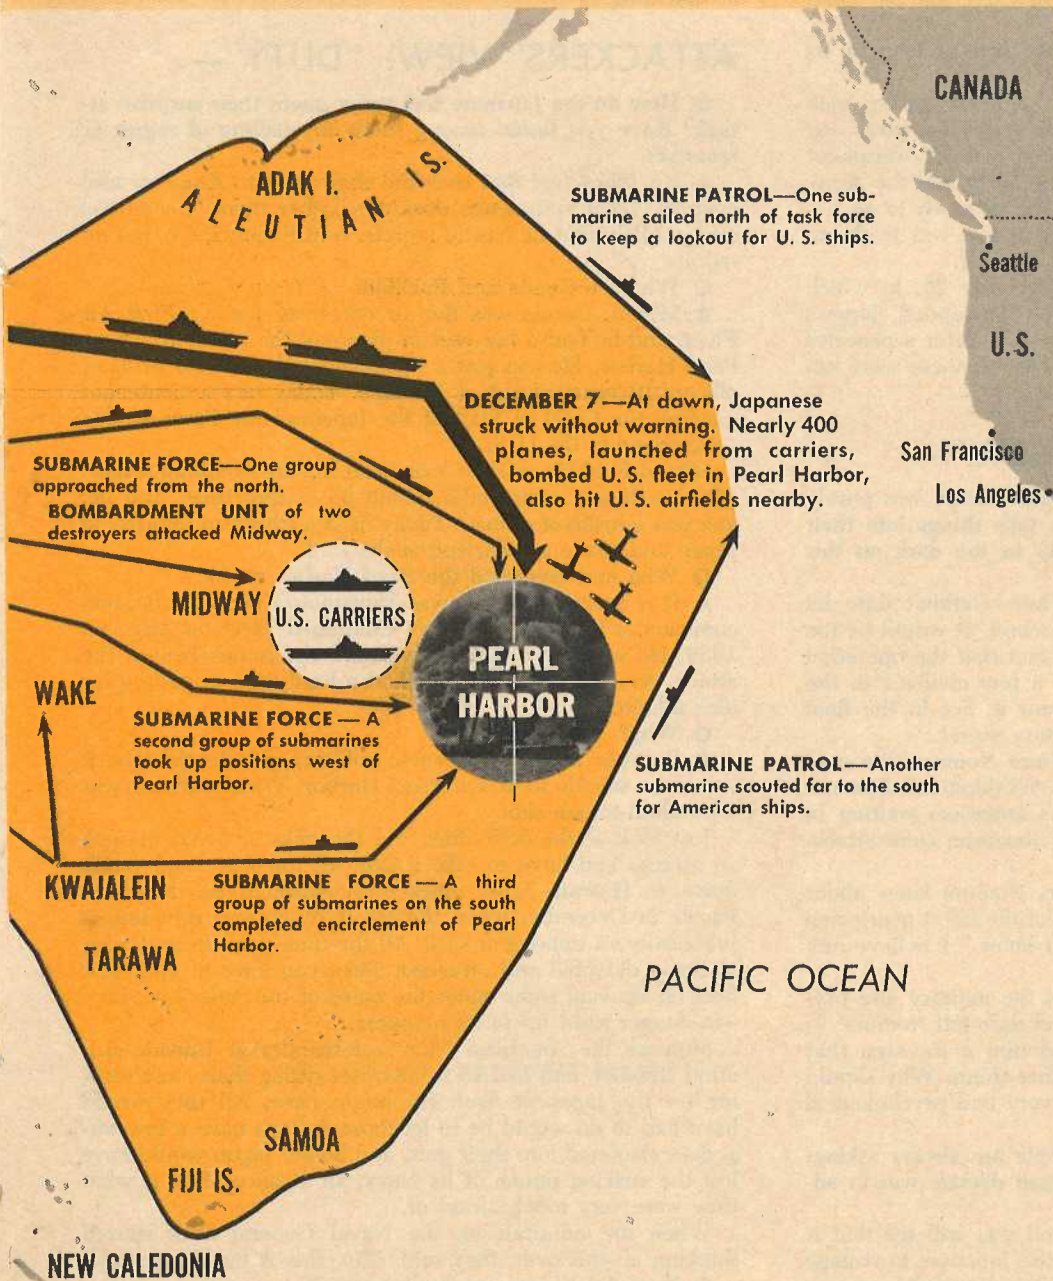 CANADA
ADAK I.
ALEUTIAN IS.
SUBMARINE PATROL—One sub-
marine sailed north of task force
to keep a lookout for U. S. ships.
Seattle
U.S.
DECEMBER 7—At dawn, Japanese
struck without warning. Nearly 400
planes, launched from carriers,
bombed U. S. fleet in Pearl Harbor,
also hit U. S. airfields nearby.
San Francisco
Los Angeles
SUBMARINE FORCE—One group
approached from the north.
BOMBARDMENT UNIT of two
destroyers attacked Midway.
MIDWAY
U.S. CARRIERS
PEARL
HARBOR
WAKE
SUBMARINE FORCE — A
second group of submarines
took up positions west of
Pearl Harbor.
SUBMARINE PATROL—Another
submarine scouted far to the south
for American ships.
KWAJALEIN
SUBMARINE FORCE — A third
group of submarines on the south
completed encirclement of Pearl
Harbor.
TARAWA
PACIFIC OCEAN
SAMOA
FIJI IS.
NEW CALEDONIA